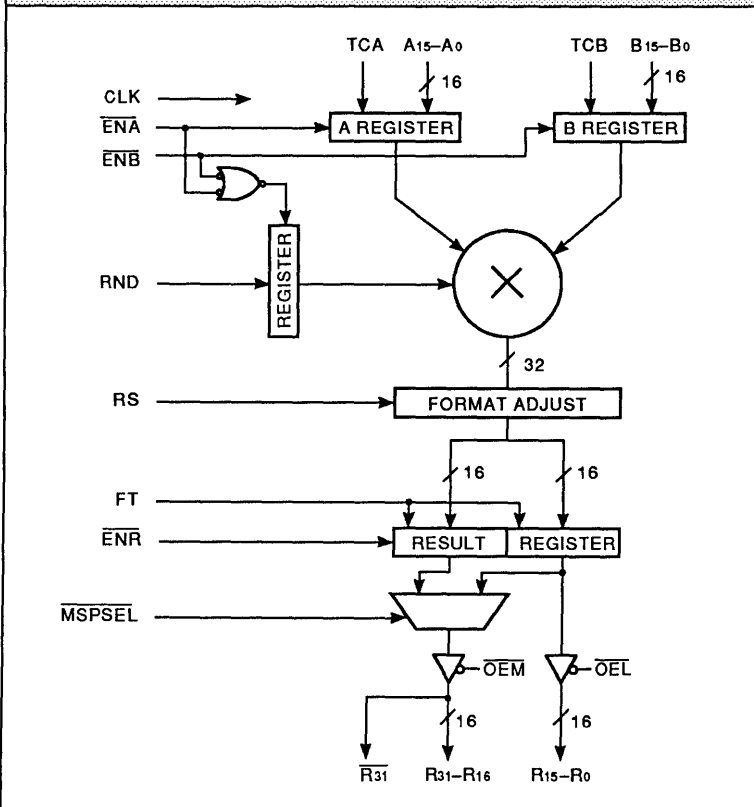 TCA A15–A0 TCB B15–B0
16 16
CLK
ENA A REGISTER B REGISTER
ENB
REGISTER
RND
32
RS FORMAT ADJUST
16 16
FT
ENR RESULT REGISTER
MSPSEL
OEM OEL
16 16
R31 R31–R16 R15–R0